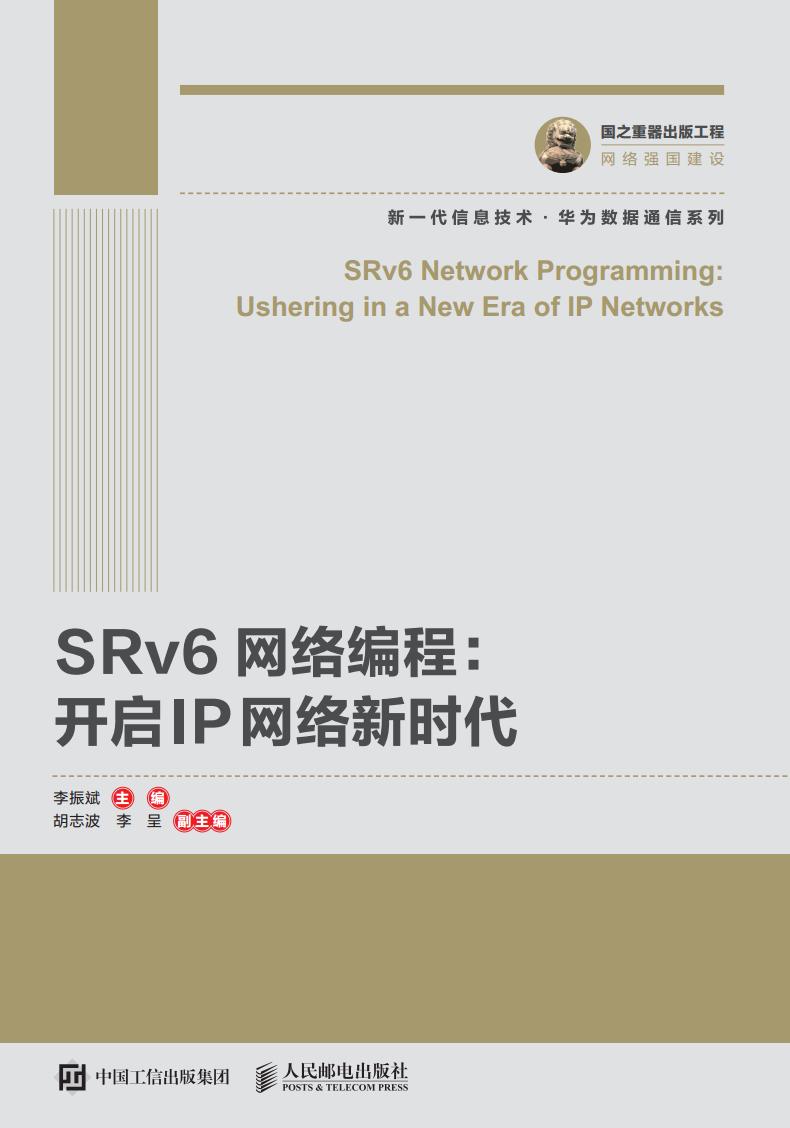 国之重器出版工程
网络强国建设
新一代信息技术·华为数据通信系列
SRv6 Network Programming:
Ushering in a New Era of IP Networks
SRv6 网络编程：
开启IP网络新时代
李振斌 主 编
胡志波 李 呈 副主编
中国工信出版集团
人民邮电出版社
POSTS & TELECOM PRESS